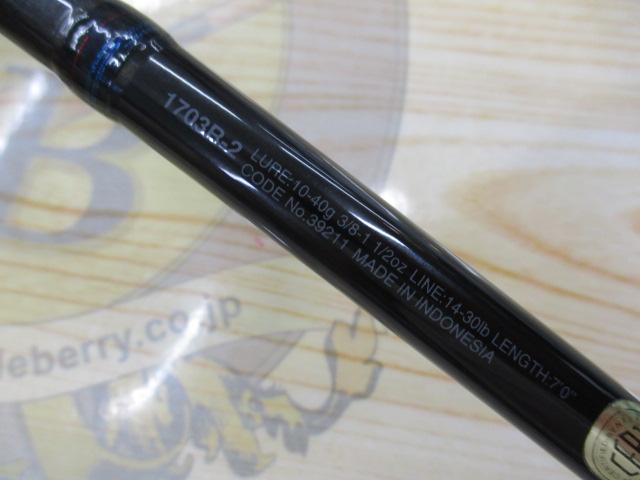 1703R-2
LURE:10-40g 3/8-1 1/2oz LINE:14-30lb LENGTH:7'0"
CODE No.39211 MADE IN INDONESIA
B
eberry.co.jp